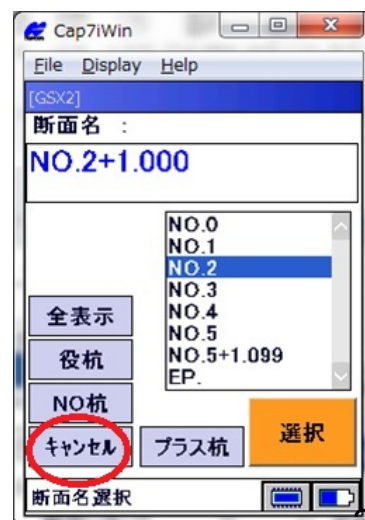 Cap7iWin
File Display Help
[GSX2]
断面名 :
NO.2+1.000
NO.0
NO.1
NO.2
NO.3
NO.4
NO.5
NO.5+1.099
EP.
全表示
役杭
NO杭
キャンセル
プラス杭
選択
断面名選択